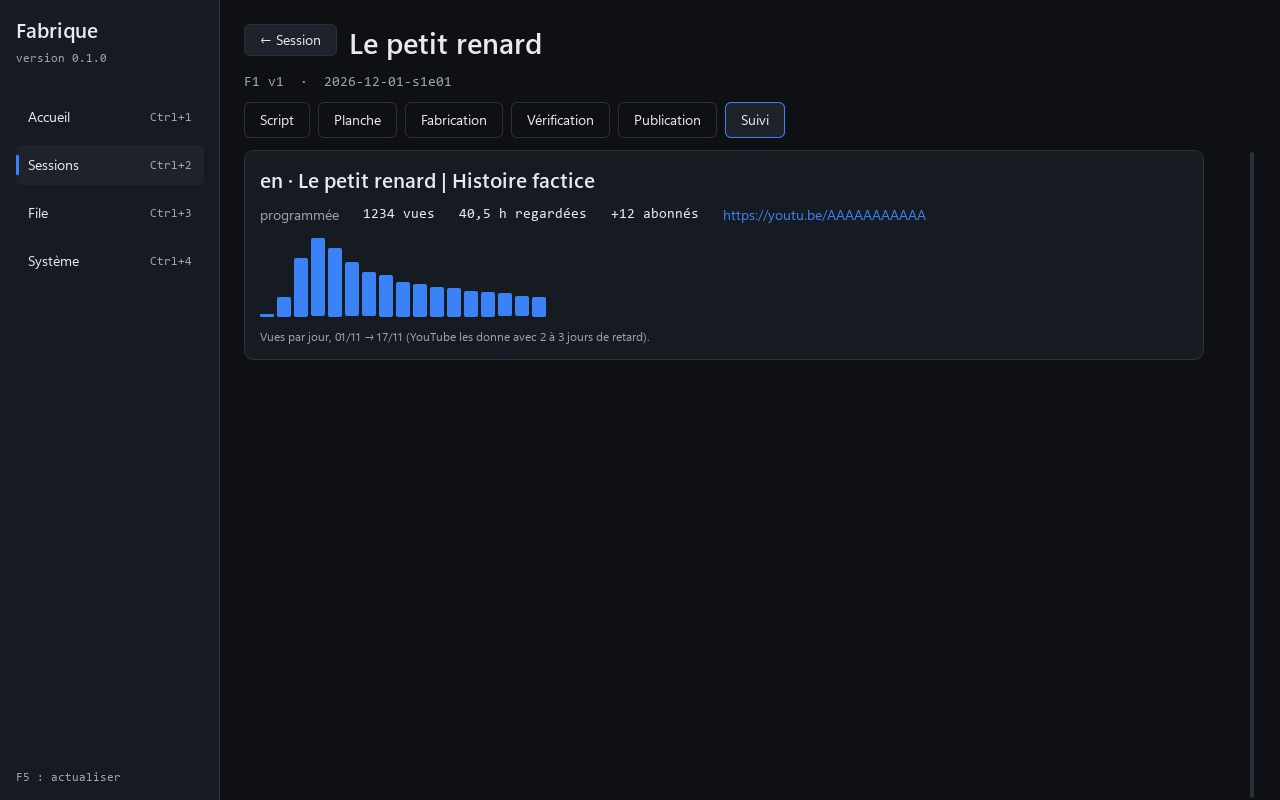 Fabrique
version 0.1.0
Accueil Ctrl+1
Sessions Ctrl+2
File Ctrl+3
Système Ctrl+4
F5 : actualiser
← Session Le petit renard
F1 v1 · 2026-12-01-s1e01
Script Planche Fabrication Vérification Publication Suivi
en · Le petit renard | Histoire factice
programmée 1234 vues 40,5 h regardées +12 abonnés https://youtu.be/AAAAAAAAAAA
Vues par jour, 01/11 → 17/11 (YouTube les donne avec 2 à 3 jours de retard).